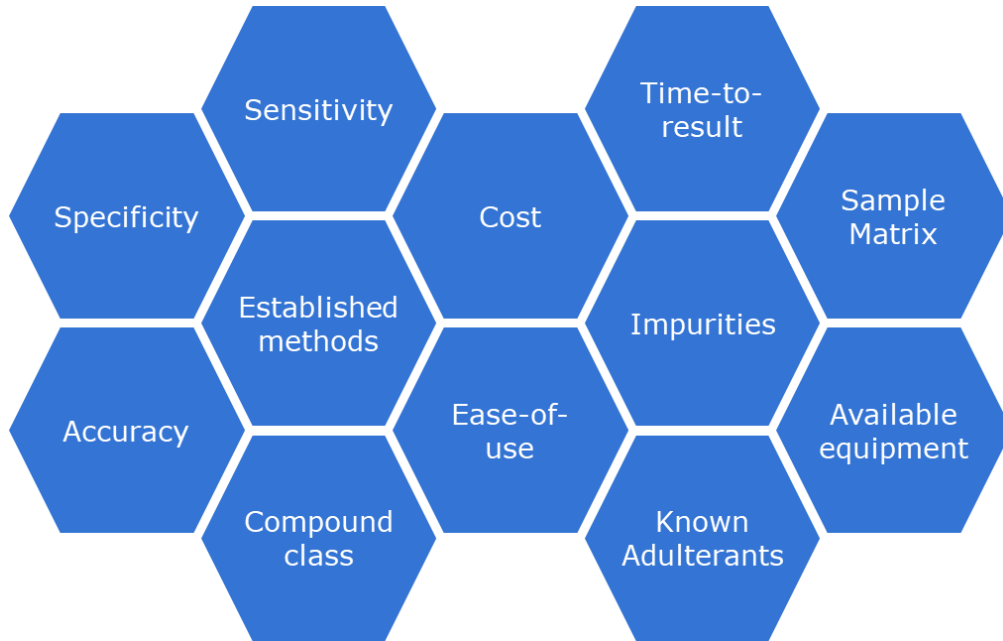 Sensitivity
Time-to-
result
Specificity
Cost
Sample
Matrix
Established
methods
Impurities
Accuracy
Ease-of-
use
Available
equipment
Compound
class
Known
Adulterants